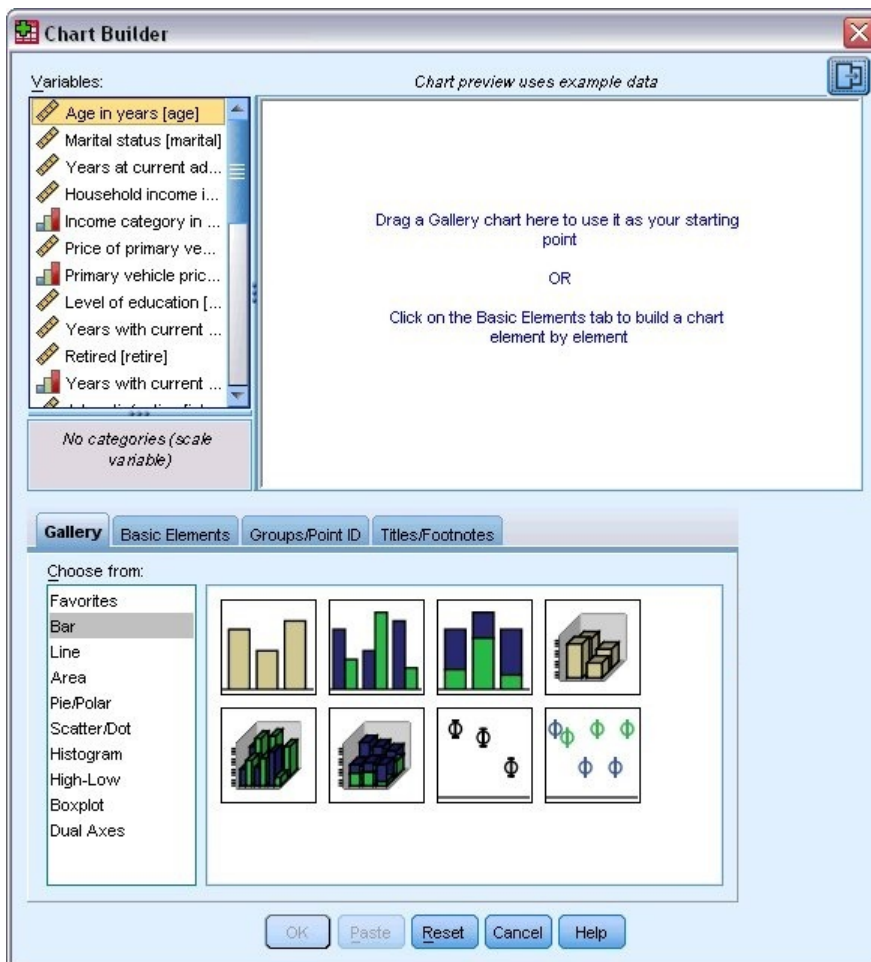 Chart Builder
Variables:
Chart preview uses example data
Age in years [age]
Marital status [marital]
Years at current ad...
Household income i...
Income category in ...
Price of primary ve...
Primary vehicle pric...
Level of education [...
Years with current ...
Retired [retire]
Years with current ...
No categories (scale
variable)
Drag a Gallery chart here to use it as your starting
point
OR
Click on the Basic Elements tab to build a chart
element by element
Gallery Basic Elements Groups/Point ID Titles/Footnotes
Choose from:
Favorites
Bar
Line
Area
Pie/Polar
Scatter/Dot
Histogram
High-Low
Boxplot
Dual Axes
OK Paste Reset Cancel Help